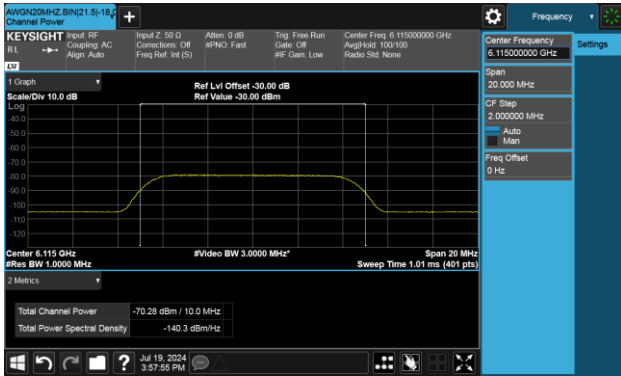 AWGN20MHZ.BIN|21.5|-18,0
Channel Power
Frequency
KEYSIGHT
RL
LXI
Input: RF
Coupling: AC
Align: Auto
Input Z: 50 Ω
Corrections: Off
Freq Ref: Int (S)
Atten: 0 dB
#PNO: Fast
Trig: Free Run
Gate: Off
#IF Gain: Low
Center Freq: 6.115000000 GHz
Avg|Hold: 100/100
Radio Std: None
Center Frequency
6.115000000 GHz
Settings
Span
20.000 MHz
CF Step
2.000000 MHz
Auto
Man
Freq Offset
0 Hz
1 Graph
Scale/Div 10.0 dB
Ref Lvl Offset -30.00 dB
Ref Value -30.00 dBm
Log
-40.0
-50.0
-60.0
-70.0
-80.0
-90.0
-100
-110
-120
Center 6.115 GHz
#Res BW 1.0000 MHz
#Video BW 3.0000 MHz*
Span 20 MHz
Sweep Time 1.01 ms (401 pts)
2 Metrics
Total Channel Power -70.28 dBm / 10.0 MHz
Total Power Spectral Density -140.3 dBm/Hz
?
Jul 19, 2024
3:57:55 PM